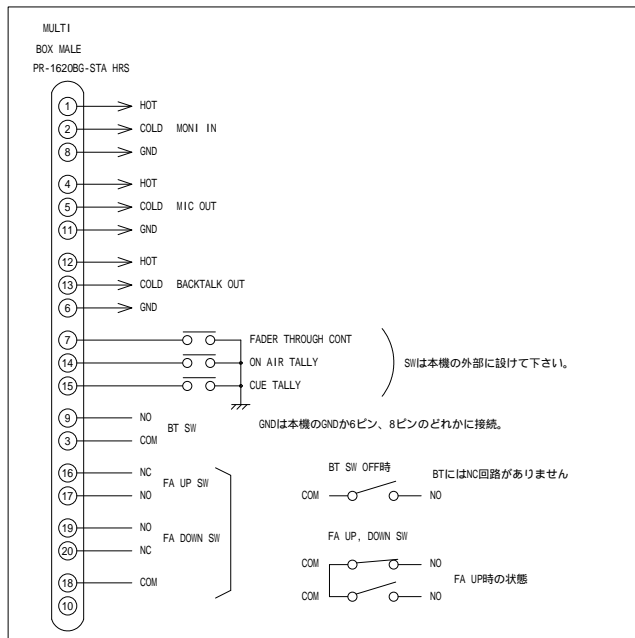 MULTI
BOX MALE
PR-1620BG-STA HRS
1 HOT
2 COLD MONI IN
8 GND
4 HOT
5 COLD MIC OUT
11 GND
12 HOT
13 COLD BACKTALK OUT
6 GND
7 FADER THROUGH CONT
14 ON AIR TALLY SWは本機の外部に設けて下さい。
15 CUE TALLY
9 NO
BT SW GNDは本機のGNDか6ピン、8ピンのどれかに接続。
3 COM
16 NC
FA UP SW
17 NO
19 NO
FA DOWN SW
20 NC
18 COM
10
BT SW OFF時
BTにはNC回路がありません
COM NO
FA UP, DOWN SW
COM NO
FA UP時の状態
COM NO